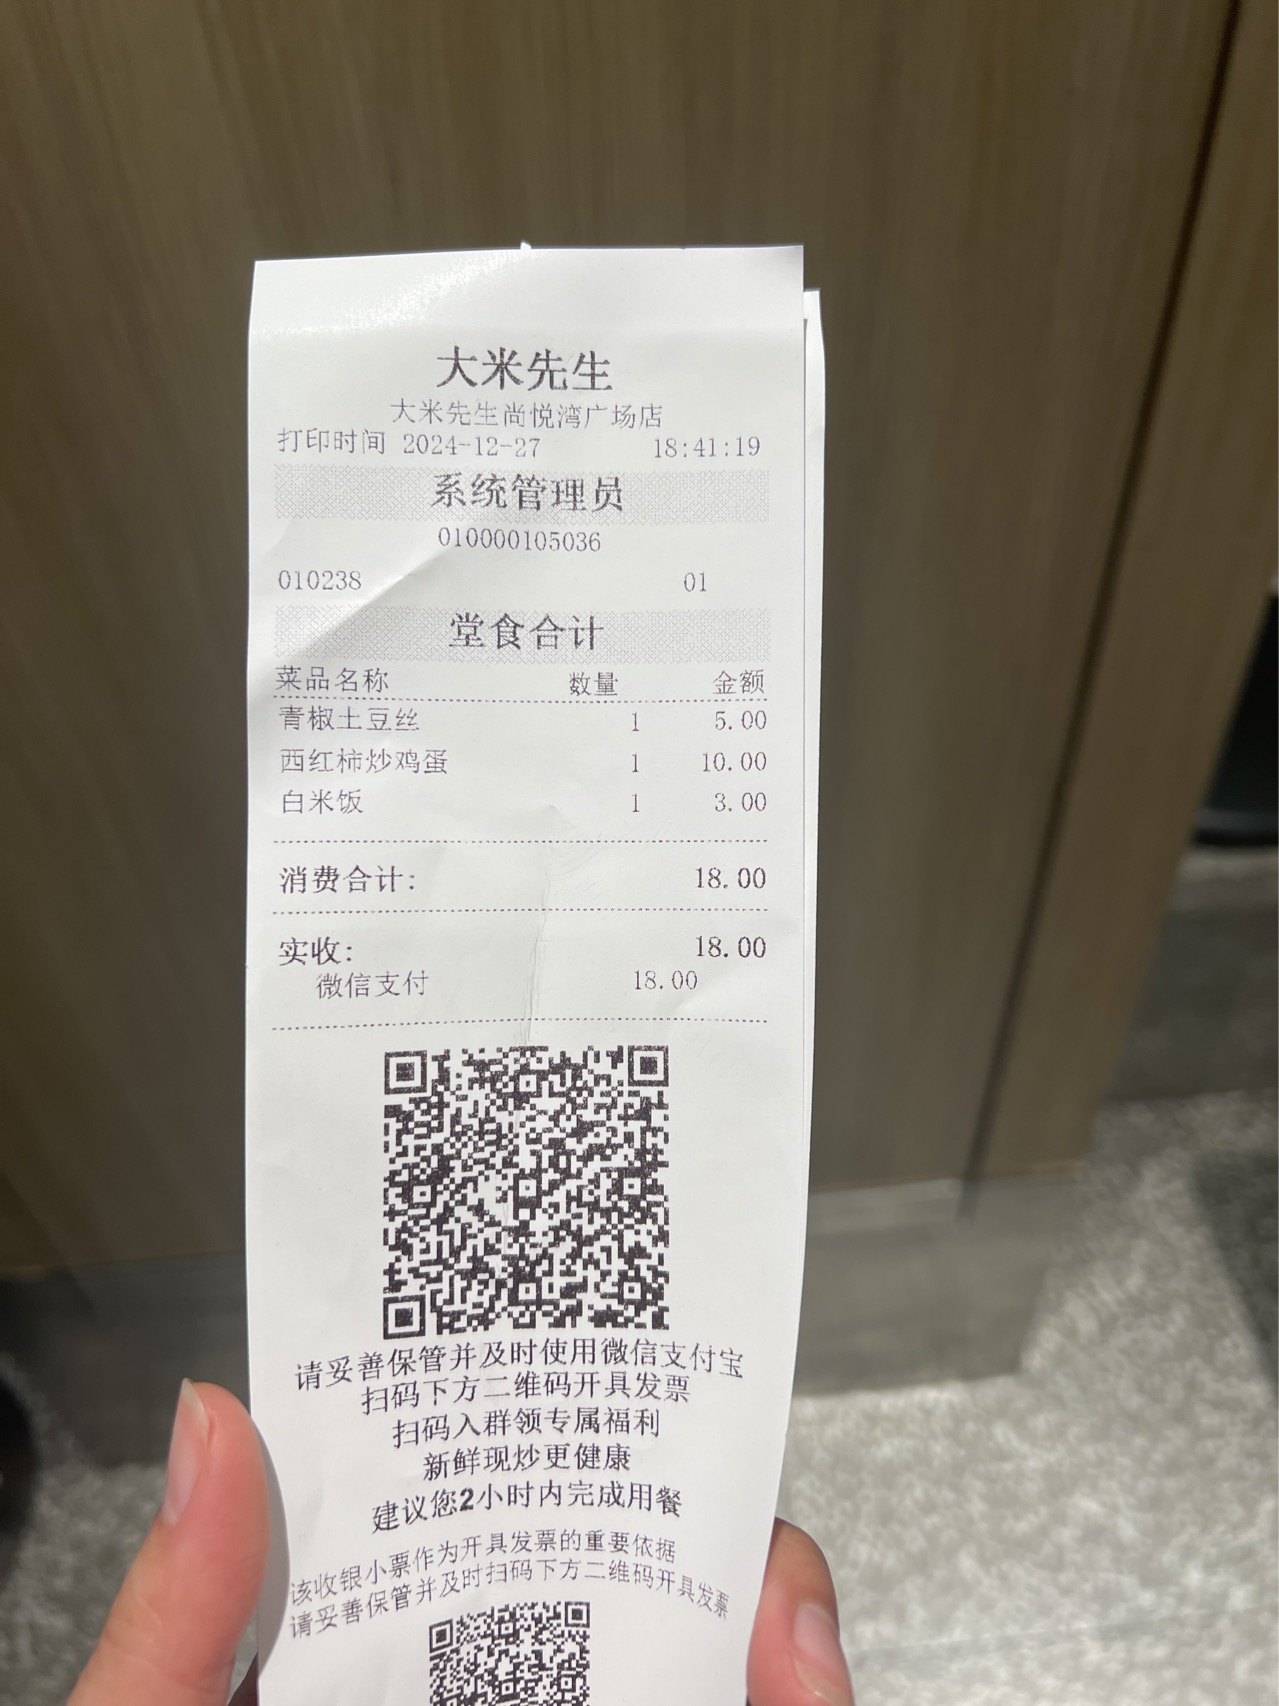 大米先生
大米先生尚悦湾广场店
打印时间 2024-12-27 18:41:19
系统管理员
010000105036
010238 01
堂食合计
菜品名称 数量 金额
青椒土豆丝 1 5.00
西红柿炒鸡蛋 1 10.00
白米饭 1 3.00
消费合计: 18.00
实收: 18.00
微信支付 18.00
请妥善保管并及时使用微信支付宝
扫码下方二维码开具发票
扫码入群领专属福利
新鲜现炒更健康
建议您2小时内完成用餐
该收银小票作为开具发票的重要依据
请妥善保管并及时扫码下方二维码开具发票